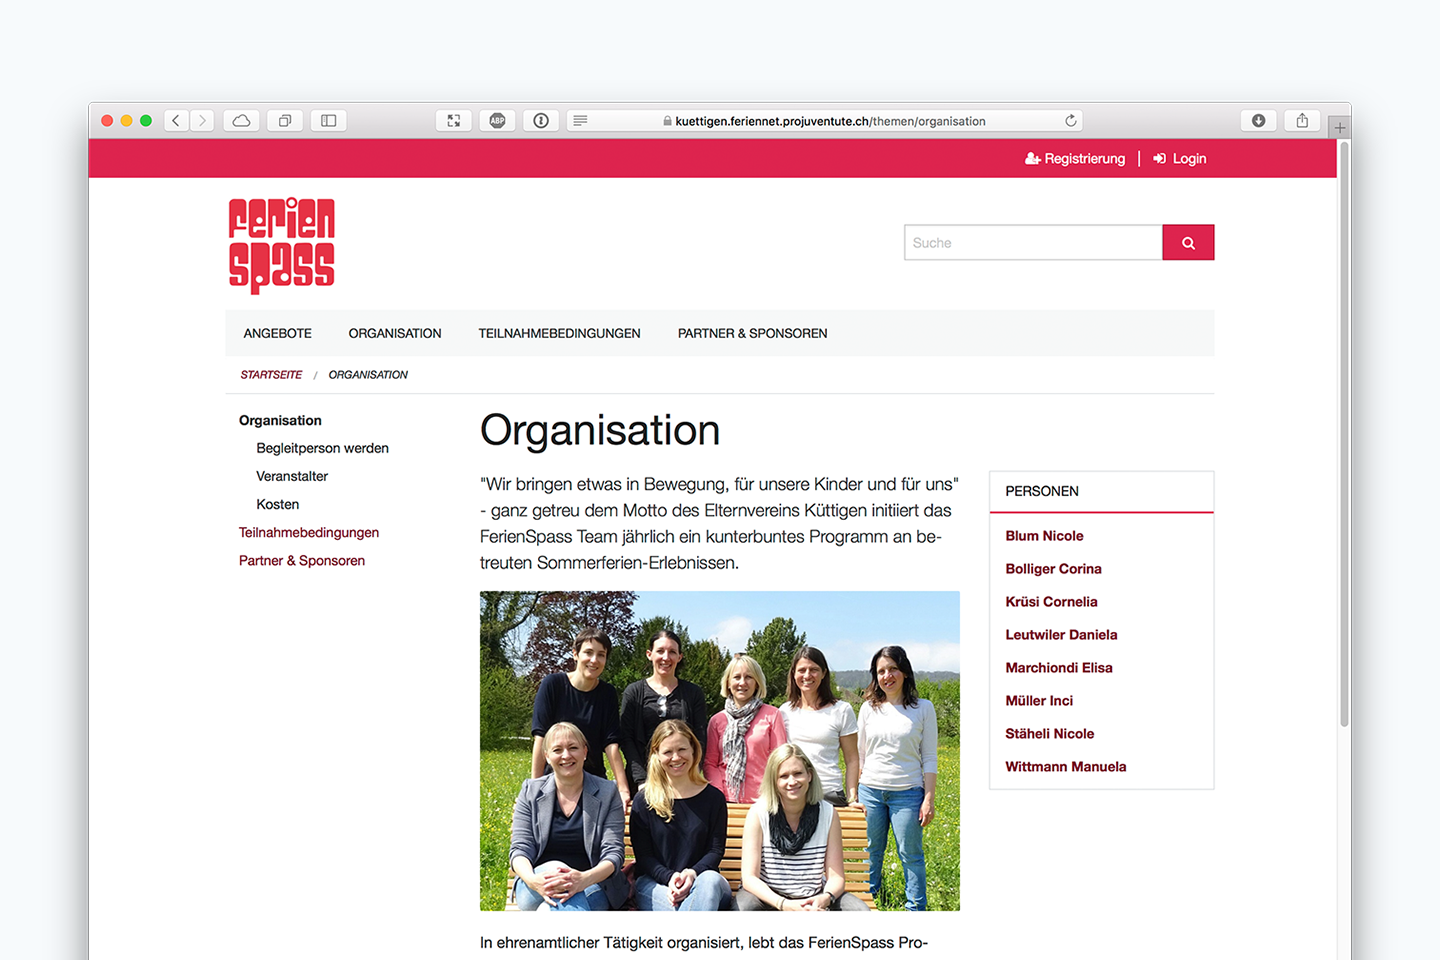 ABP
kuettigen.feriennet.projuventute.ch/themen/organisation
Registrierung | Login
ferien
spass
Suche
ANGEBOTE ORGANISATION TEILNAHMEBEDINGUNGEN PARTNER & SPONSOREN
STARTSEITE / ORGANISATION
Organisation
Begleitperson werden
Veranstalter
Kosten
Teilnahmebedingungen
Partner & Sponsoren
Organisation
"Wir bringen etwas in Bewegung, für unsere Kinder und für uns"
- ganz getreu dem Motto des Elternvereins Küttigen initiiert das
FerienSpass Team jährlich ein kunterbuntes Programm an be-
treuten Sommerferien-Erlebnissen.
In ehrenamtlicher Tätigkeit organisiert, lebt das FerienSpass Pro-
PERSONEN
Blum Nicole
Bolliger Corina
Krüsi Cornelia
Leutwiler Daniela
Marchiondi Elisa
Müller Inci
Stäheli Nicole
Wittmann Manuela